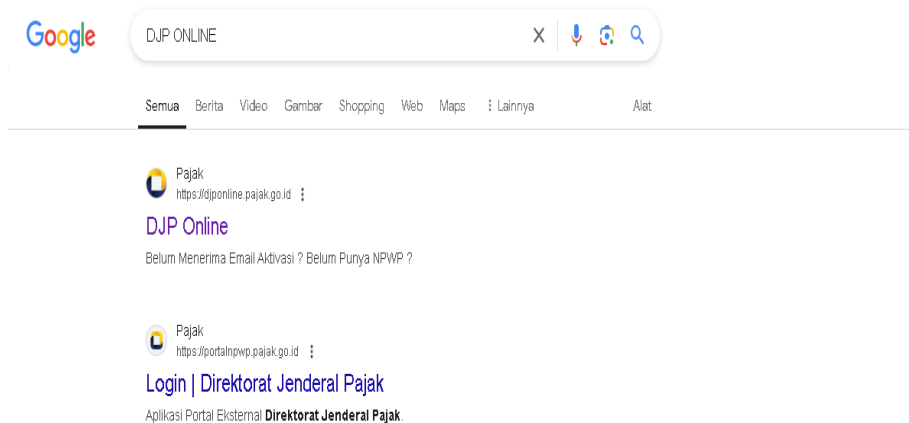 Google DJP ONLINE
Semua Berita Video Gambar Shopping Web Maps Lainnya Alat
Pajak
https://djponline.pajak.go.id
DJP Online
Belum Menerima Email Aktivasi ? Belum Punya NPWP ?
Pajak
https://portalnpwp.pajak.go.id
Login | Direktorat Jenderal Pajak
Aplikasi Portal Eksternal Direktorat Jenderal Pajak.